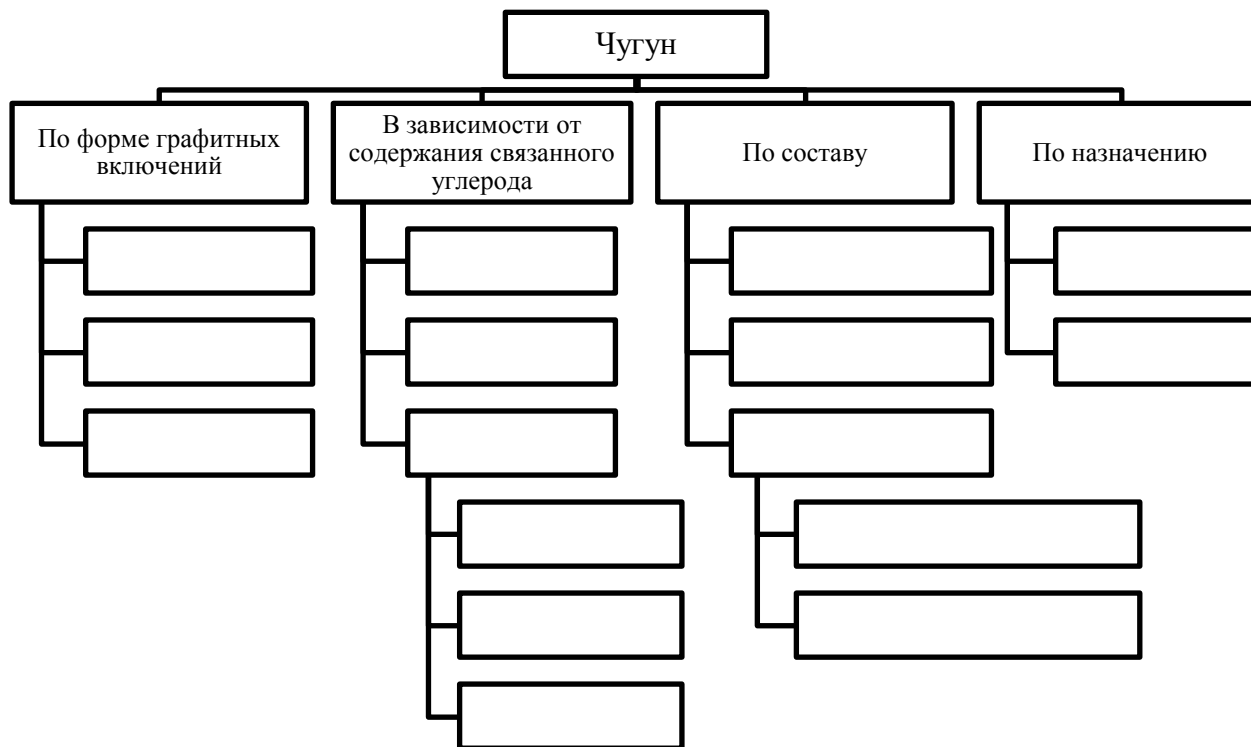 Чугун
По форме графитных
включений
В зависимости от
содержания связанного
углерода
По составу
По назначению